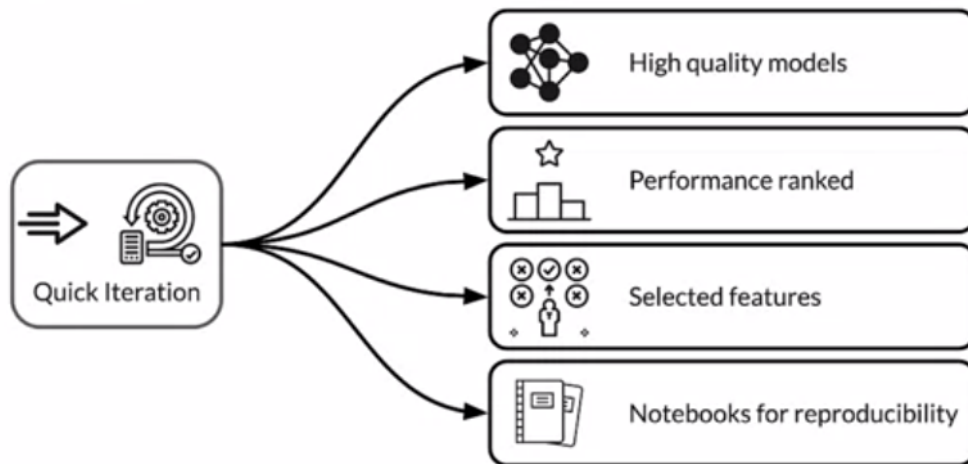 Quick Iteration
High quality models
Performance ranked
Selected features
Notebooks for reproducibility